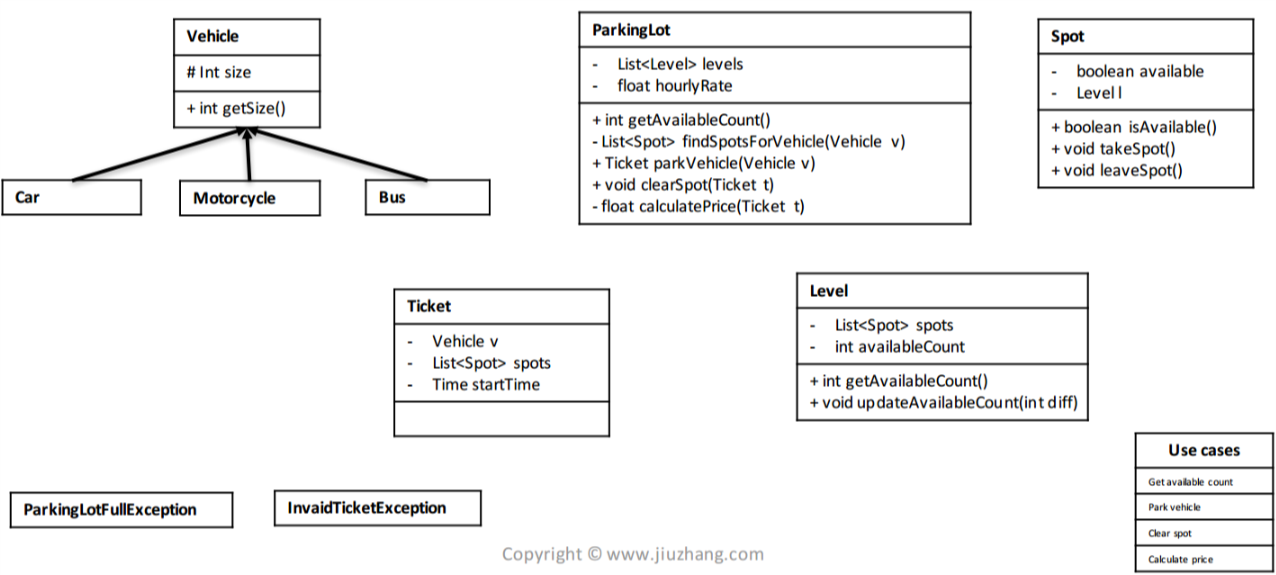 Vehicle
# Int size
+ int getSize()
Car
Motorcycle
Bus
ParkingLot
- List<Level> levels
- float hourlyRate
+ int getAvailableCount()
- List<Spot> findSpotsForVehicle(Vehicle v)
+ Ticket parkVehicle(Vehicle v)
+ void clearSpot(Ticket t)
- float calculatePrice(Ticket t)
Spot
- boolean available
- Level l
+ boolean isAvailable()
+ void takeSpot()
+ void leaveSpot()
Ticket
- Vehicle v
- List<Spot> spots
- Time startTime
Level
- List<Spot> spots
- int availableCount
+ int getAvailableCount()
+ void updateAvailableCount(int diff)
ParkingLotFullException
InvaidTicketException
Use cases
Get available count
Park vehicle
Clear spot
Calculate price
Copyright © www.jiuzhang.com